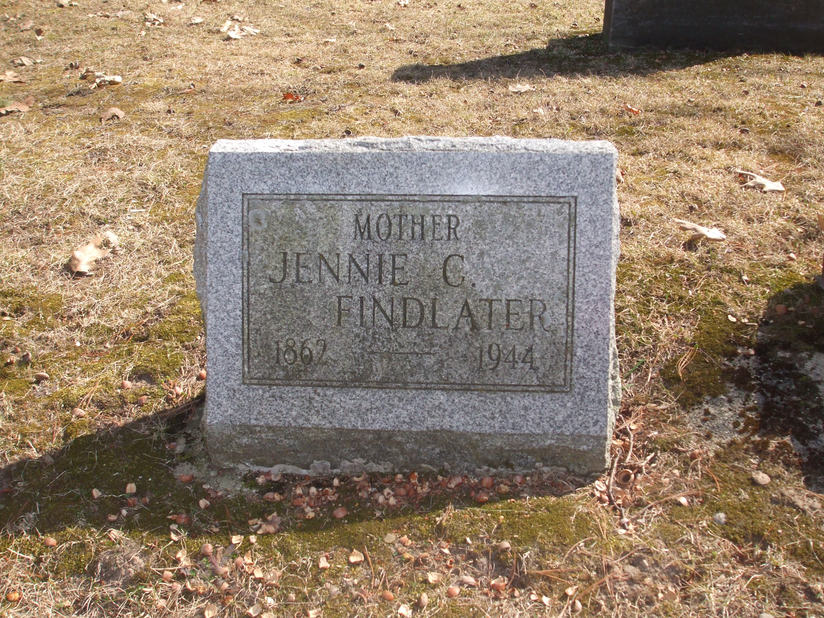 MOTHER
JENNIE C.
FINDLATER
1862 — 1944